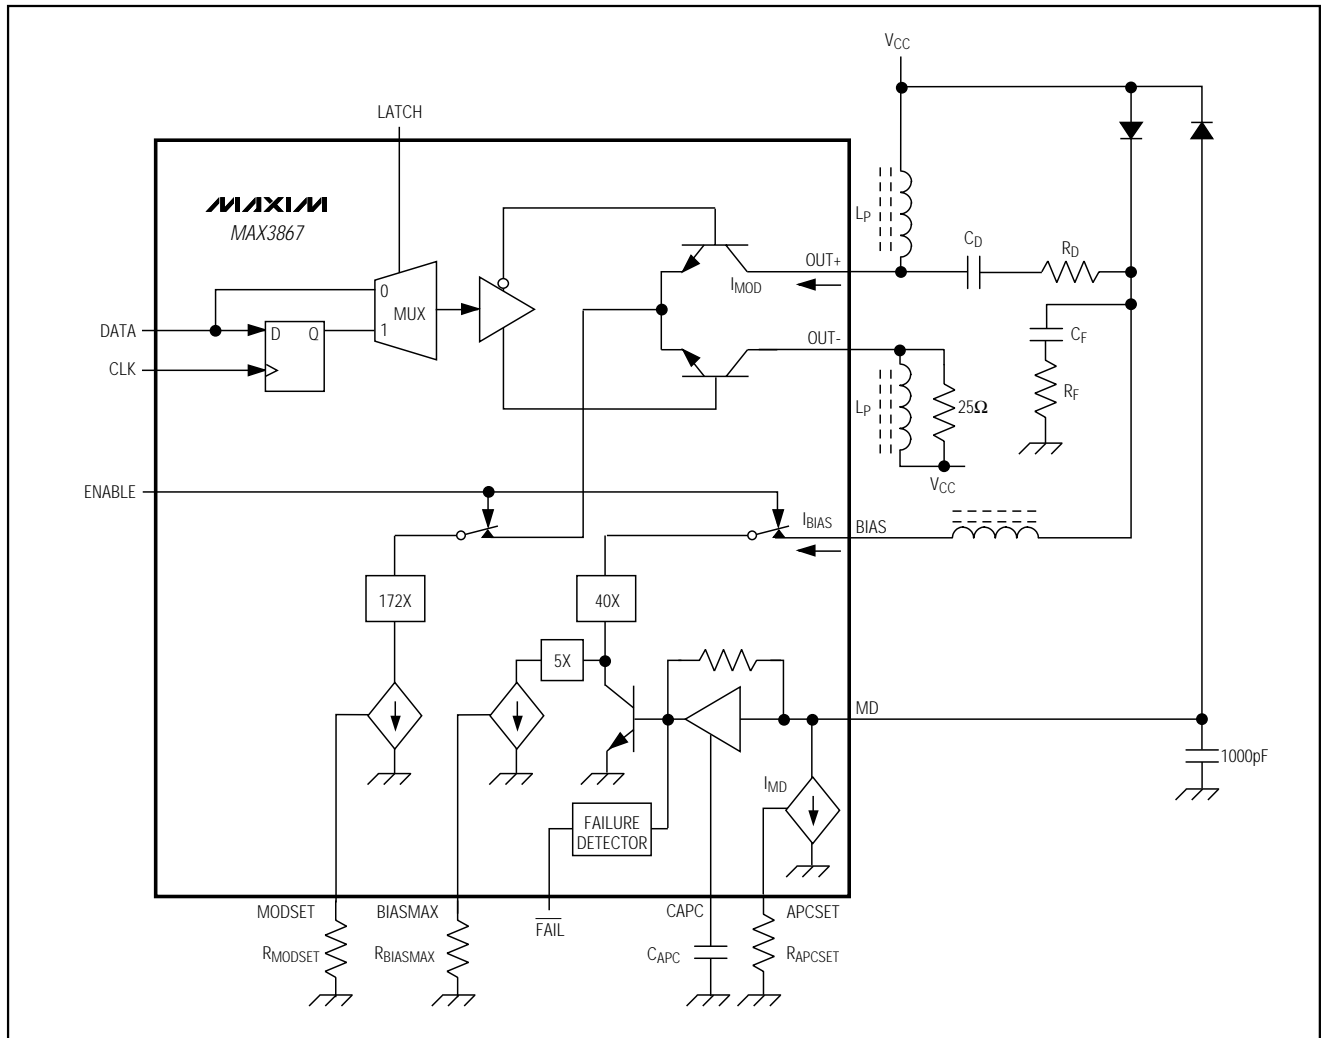 VCC
LATCH
MAXIM
MAX3867
LP
CD
RD
OUT+
IMOD
0
MUX
1
DATA
D
Q
CLK
OUT-
CF
RF
LP
25Ω
VCC
ENABLE
IBIAS
BIAS
172X
40X
5X
MD
1000pF
IMD
FAILURE
DETECTOR
MODSET
BIASMAX
FAIL
CAPC
APCSET
RMODSET
RBIASMAX
CAPC
RAPCSET